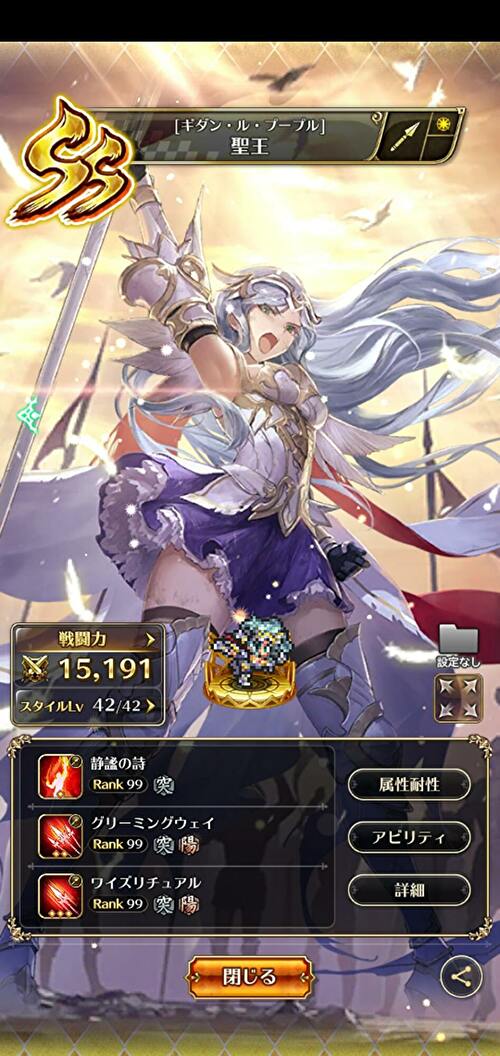 SS
[ギダン・ル・プープル]
聖王
戦闘力
15,191
スタイルLv 42/42
設定なし
静謐の詩
Rank 99 突
グリーミングウェイ
Rank 99 突 陽
ワイズリチュアル
Rank 99 突 陽
属性耐性
アビリティ
詳細
閉じる